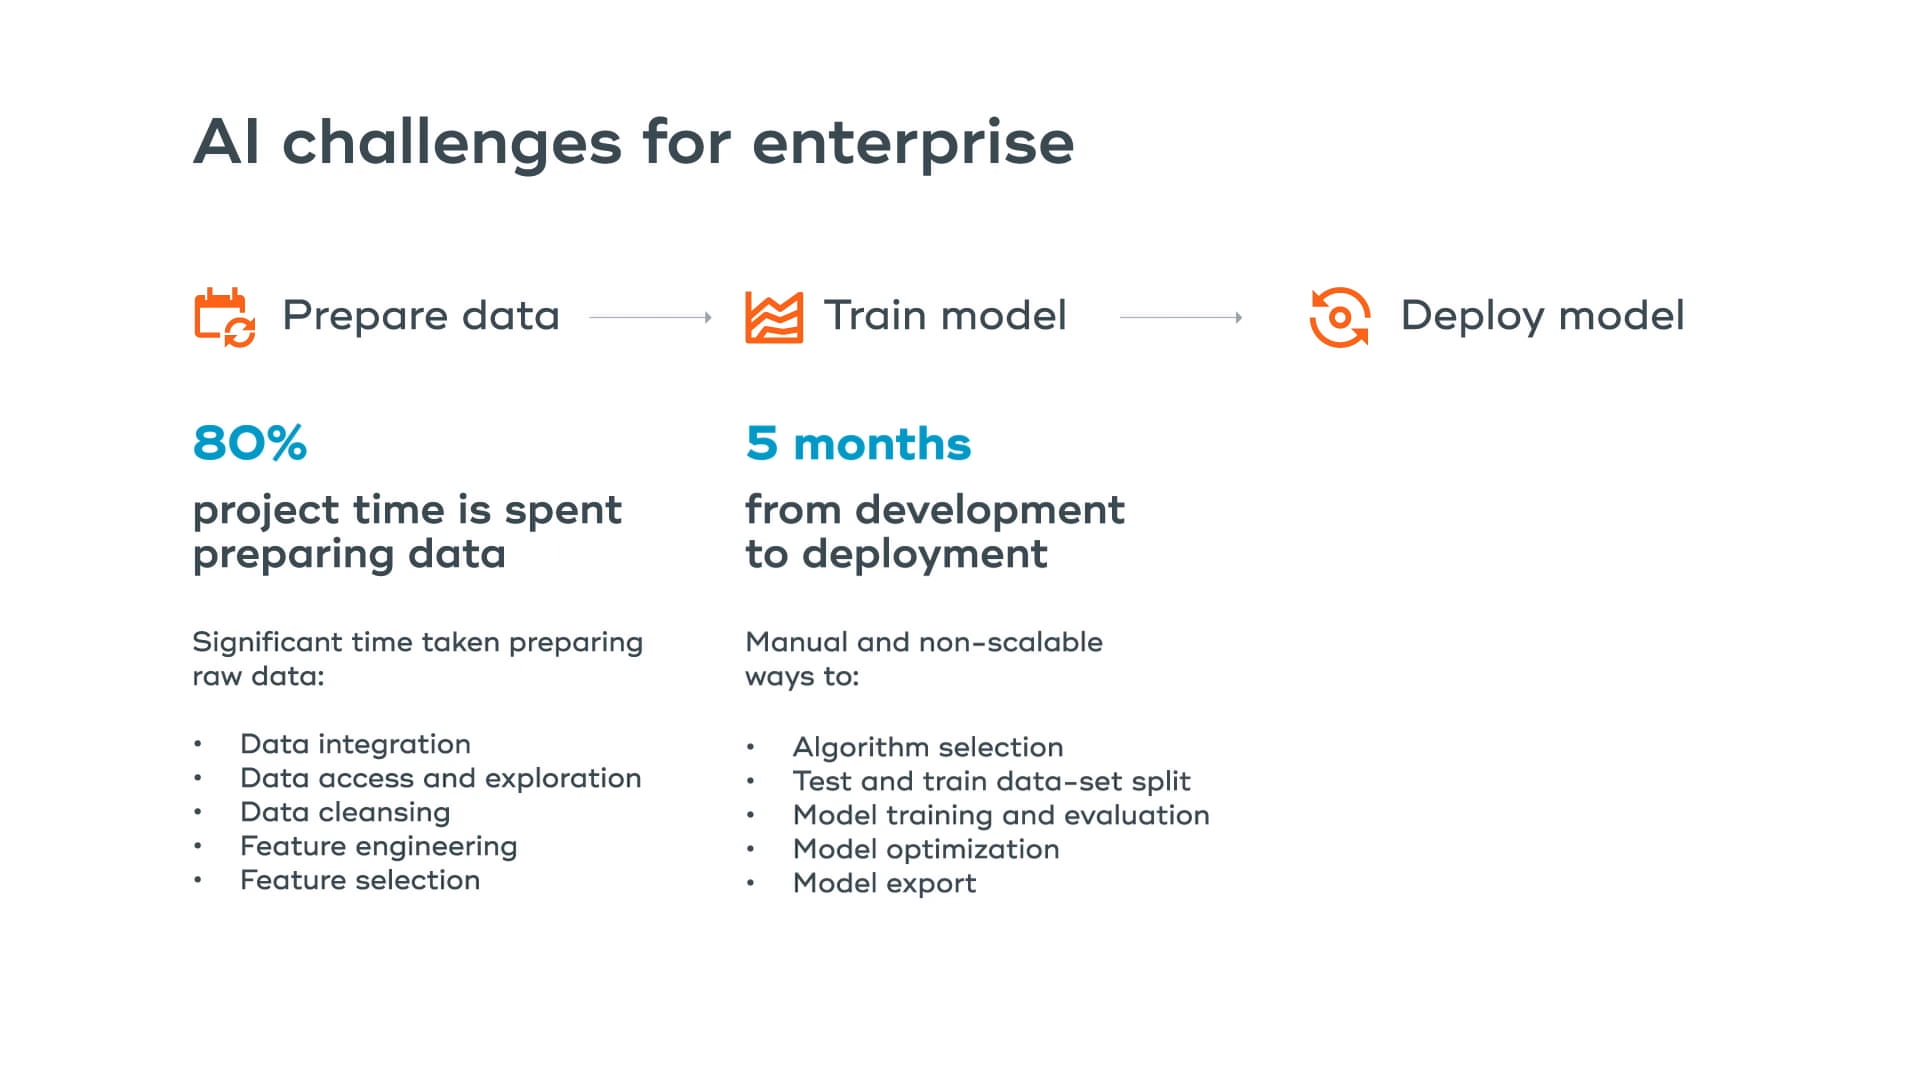 AI challenges for enterprise
Prepare data
Train model
Deploy model
80%
project time is spent
preparing data
Significant time taken preparing
raw data:
• Data integration
• Data access and exploration
• Data cleansing
• Feature engineering
• Feature selection
5 months
from development
to deployment
Manual and non-scalable
ways to:
• Algorithm selection
• Test and train data-set split
• Model training and evaluation
• Model optimization
• Model export